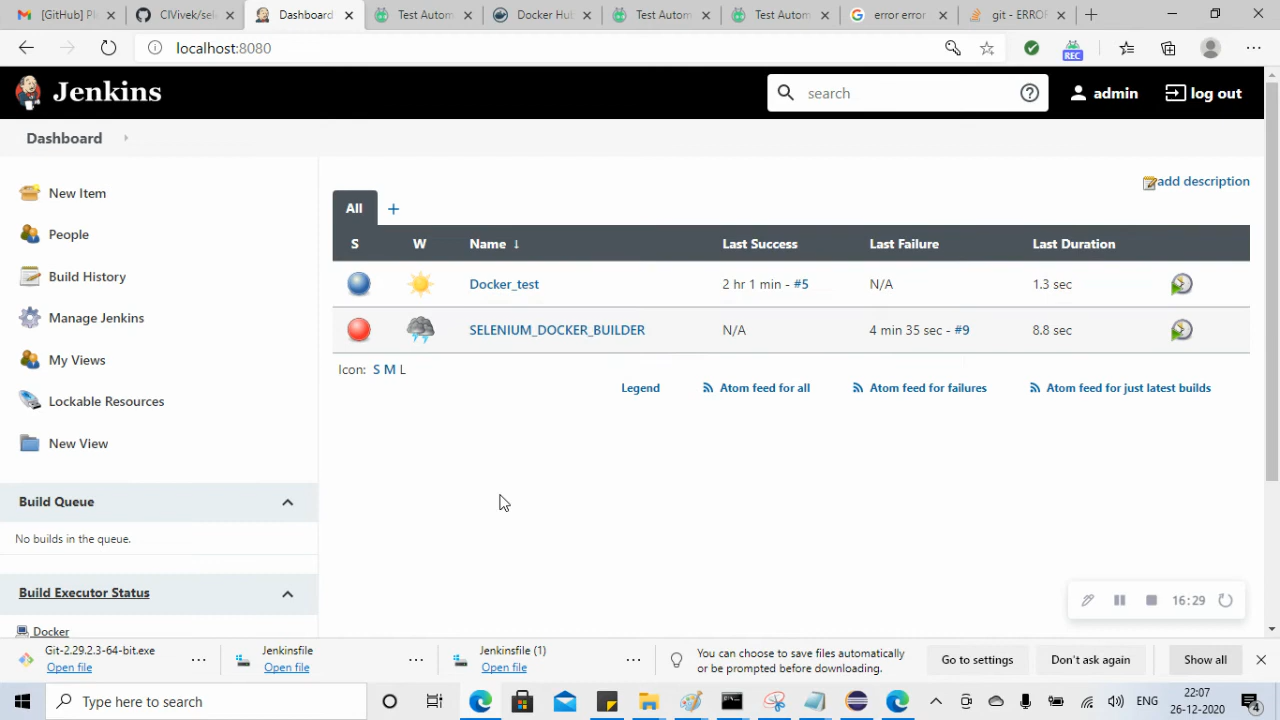 [GitHub] Pl
CIVivek/sel
Dashboard
Test Autom
Docker Hu
Test Autom
Test Autom
error error
git - ERRO
localhost:8080
REC
Jenkins
search
admin
log out
Dashboard
New Item
People
Build History
Manage Jenkins
My Views
Lockable Resources
New View
Build Queue
No builds in the queue.
Build Executor Status
Docker
add description
All +
S W Name ↓ Last Success Last Failure Last Duration
Docker_test 2 hr 1 min - #5 N/A 1.3 sec
SELENIUM_DOCKER_BUILDER N/A 4 min 35 sec - #9 8.8 sec
Icon: S M L
Legend Atom feed for all Atom feed for failures Atom feed for just latest builds
16:29
Git-2.29.2.3-64-bit.exe
Open file
Jenkinsfile
Open file
Jenkinsfile (1)
Open file
You can choose to save files automatically
or be prompted before downloading.
Go to settings
Don't ask again
Show all
Type here to search
ENG
22:07
26-12-2020
4